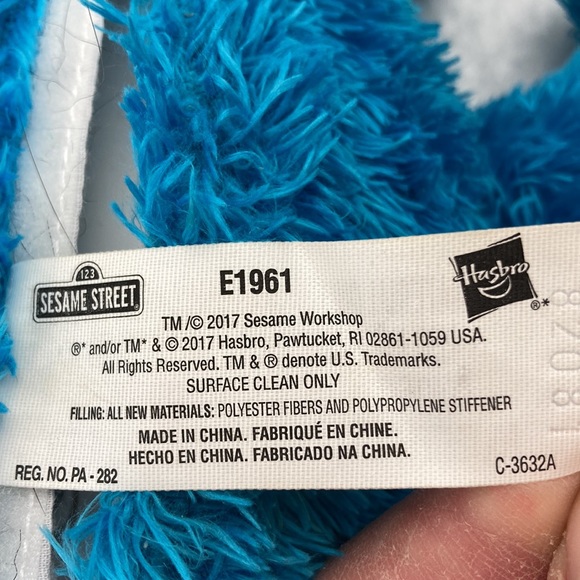 123
SESAME STREET
E1961
Hasbro
®*
TM/© 2017 Sesame Workshop
®* and/or TM* & © 2017 Hasbro, Pawtucket, RI 02861-1059 USA.
All Rights Reserved. TM & ® denote U.S. Trademarks.
SURFACE CLEAN ONLY
FILLING: ALL NEW MATERIALS: POLYESTER FIBERS AND POLYPROPYLENE STIFFENER
MADE IN CHINA. FABRIQUÉ EN CHINE.
HECHO EN CHINA. FABRICADO NA CHINA.
REG. NO. PA - 282
C-3632A